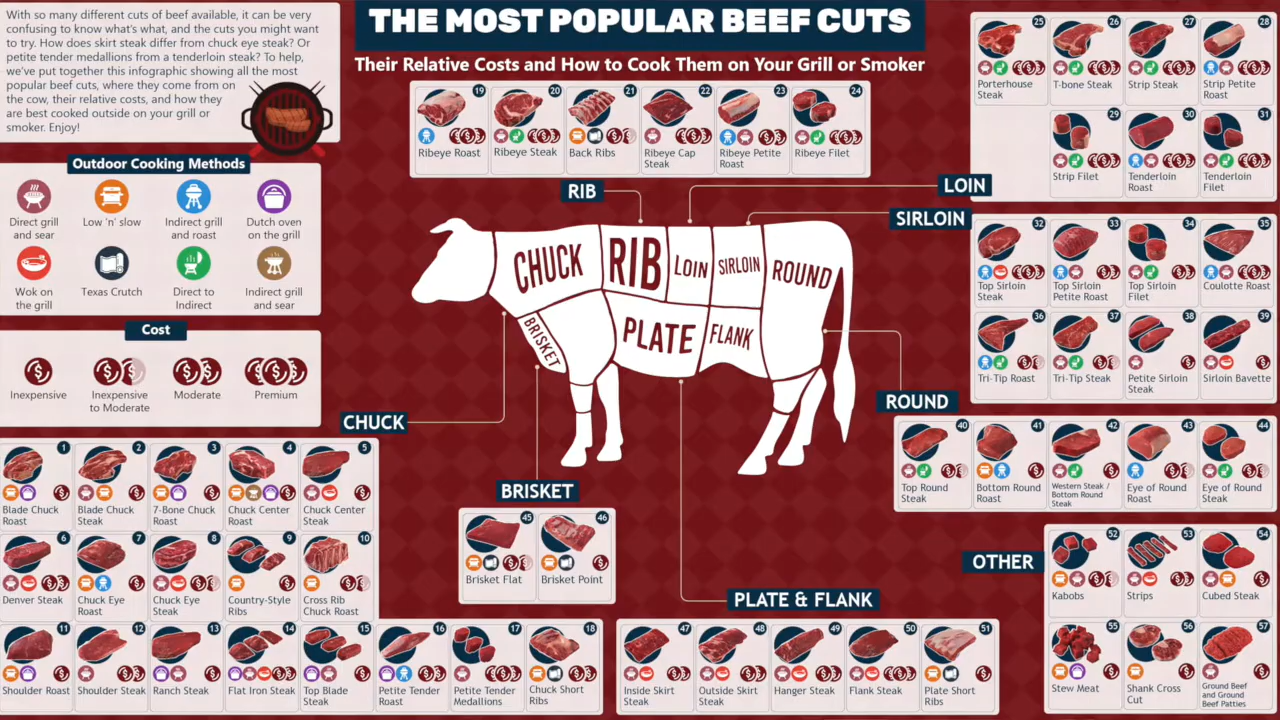 With so many different cuts of beef available, it can be very
confusing to know what's what, and the cuts you might want
to try. How does skirt steak differ from chuck eye steak? Or
petite tender medallions from a tenderloin steak? To help,
we've put together this infographic showing all the most
popular beef cuts, where they come from on
the cow, their relative costs, and how they
are best cooked outside on your grill or
smoker. Enjoy!
THE MOST POPULAR BEEF CUTS
Their Relative Costs and How to Cook Them on Your Grill or Smoker
Outdoor Cooking Methods
Direct grill
and sear
Low 'n' slow
Indirect grill
and roast
Dutch oven
on the grill
Wok on
the grill
Texas Crutch
Direct to
Indirect
Indirect grill
and sear
Cost
Inexpensive
Inexpensive
to Moderate
Moderate
Premium
RIB
19
Ribeye Roast
20
Ribeye Steak
21
Back Ribs
22
Ribeye Cap
Steak
23
Ribeye Petite
Roast
24
Ribeye Filet
LOIN
25
Porterhouse
Steak
26
T-bone Steak
27
Strip Steak
28
Strip Petite
Roast
29
Strip Filet
30
Tenderloin
Roast
31
Tenderloin
Filet
SIRLOIN
32
Top Sirloin
Steak
33
Top Sirloin
Petite Roast
34
Top Sirloin
Filet
35
Coulotte Roast
36
Tri-Tip Roast
37
Tri-Tip Steak
38
Petite Sirloin
Steak
39
Sirloin Bavette
CHUCK
RIB
LOIN
SIRLOIN
ROUND
BRISKET
PLATE
FLANK
ROUND
40
Top Round
Steak
41
Bottom Round
Roast
42
Western Steak /
Bottom Round
Steak
43
Eye of Round
Roast
44
Eye of Round
Steak
CHUCK
1
Blade Chuck
Roast
2
Blade Chuck
Steak
3
7-Bone Chuck
Roast
4
Chuck Center
Roast
5
Chuck Center
Steak
6
Denver Steak
7
Chuck Eye
Roast
8
Chuck Eye
Steak
9
Country-Style
Ribs
10
Cross Rib
Chuck Roast
11
Shoulder Roast
12
Shoulder Steak
13
Ranch Steak
14
Flat Iron Steak
15
Top Blade
Steak
16
Petite Tender
Roast
17
Petite Tender
Medallions
18
Chuck Short
Ribs
BRISKET
45
Brisket Flat
46
Brisket Point
PLATE & FLANK
47
Inside Skirt
Steak
48
Outside Skirt
Steak
49
Hanger Steak
50
Flank Steak
51
Plate Short
Ribs
OTHER
52
Kabobs
53
Strips
54
Cubed Steak
55
Stew Meat
56
Shank Cross
Cut
57
Ground Beef
and Ground
Beef Patties